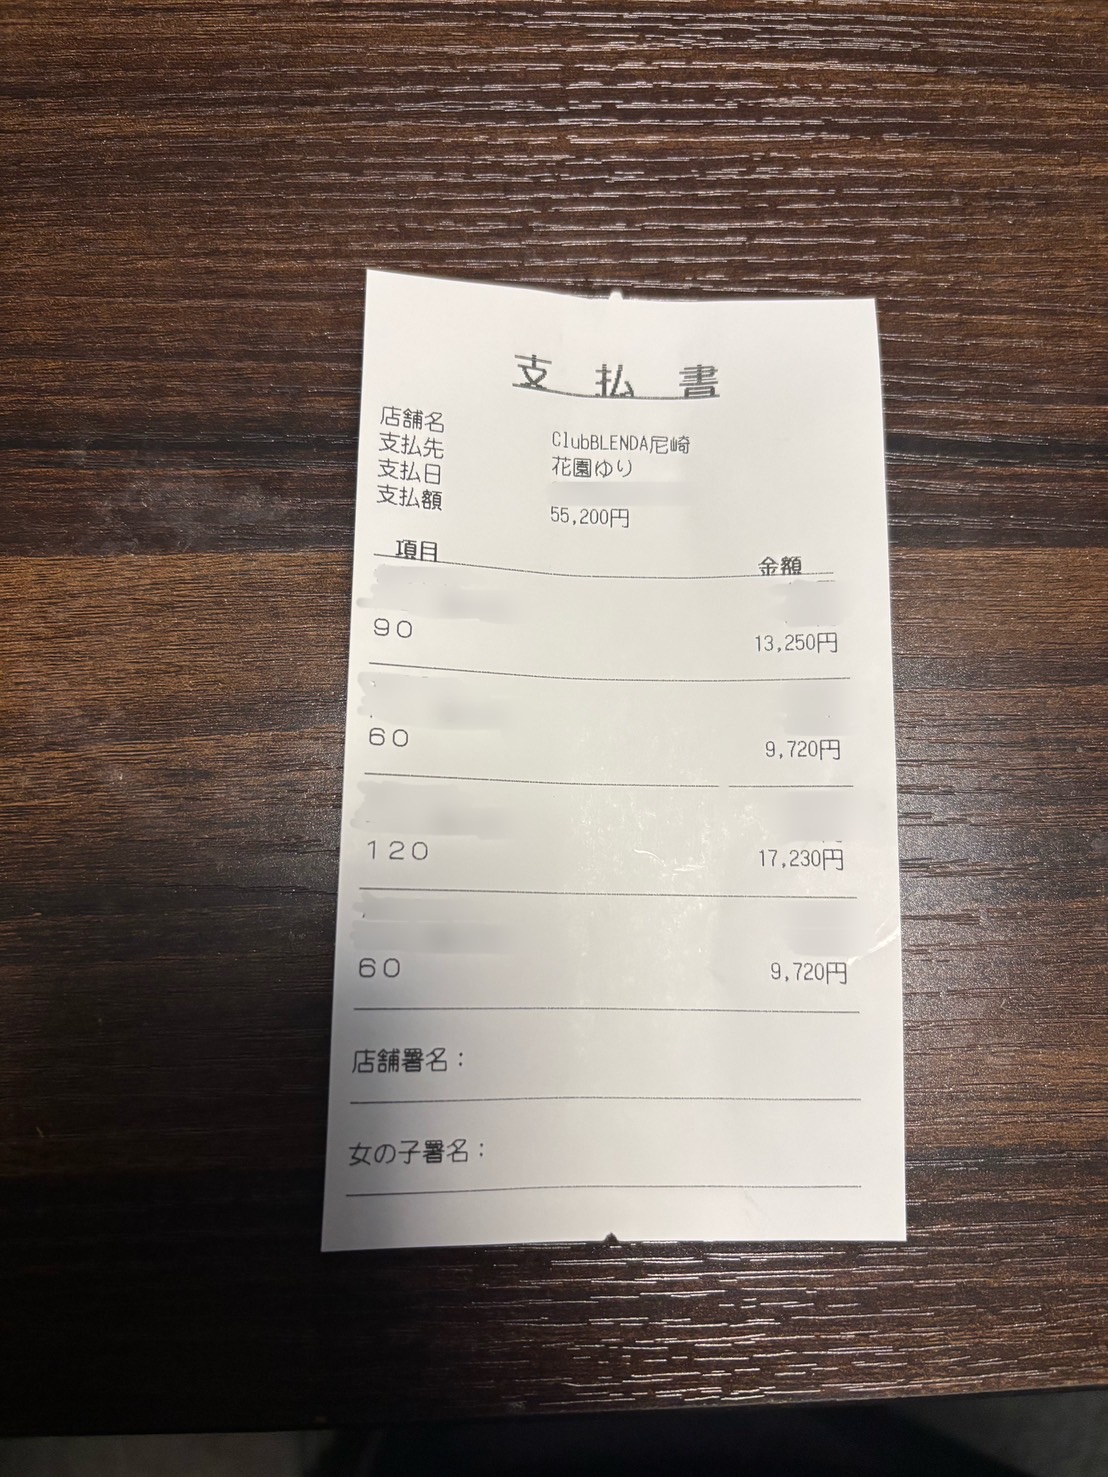 支払書
店舗名 ClubBLENDA尼崎
支払先 花園ゆり
支払日
支払額 55,200円
項目 金額
90 13,250円
60 9,720円
120 17,230円
60 9,720円
店舗署名:
女の子署名: